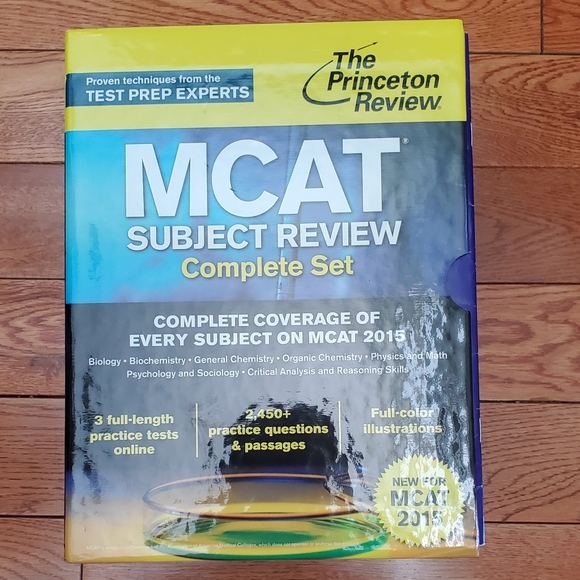 Proven techniques from the
TEST PREP EXPERTS
The
Princeton
Review
MCAT®
SUBJECT REVIEW
Complete Set
COMPLETE COVERAGE OF
EVERY SUBJECT ON MCAT 2015
Biology • Biochemistry • General Chemistry • Organic Chemistry • Physics and Math
Psychology and Sociology • Critical Analysis and Reasoning Skills
3 full-length
practice tests
online
2,450+
practice questions
& passages
Full-color
illustrations
NEW FOR
MCAT
2015